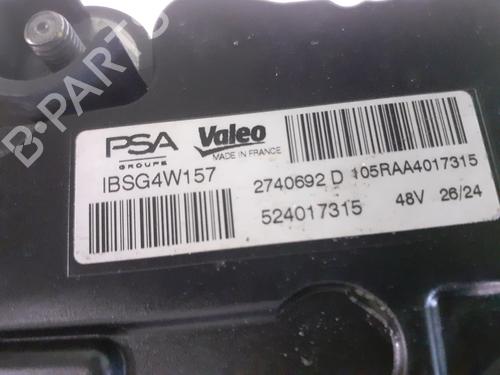 B-PARTS
PSA
GROUPE
Valeo
MADE IN FRANCE
IBSG4W157
2740692 D 105RAA4017315
524017315 48V 26/24